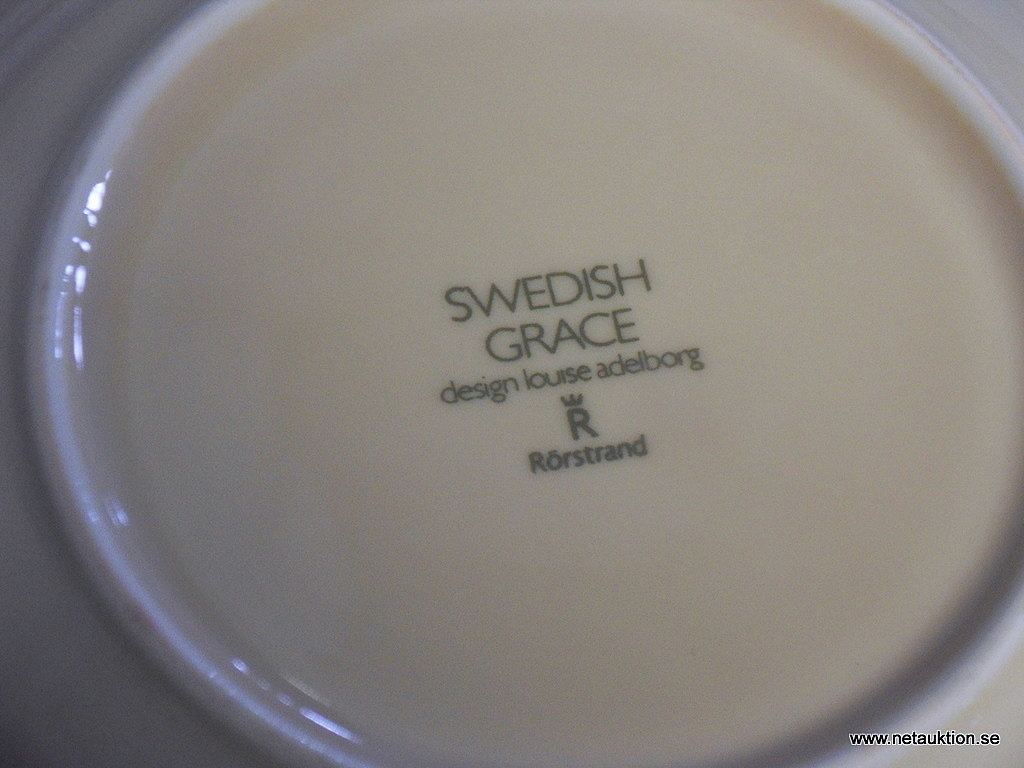 SWEDISH
GRACE
design louise adelborg
R
Rörstrand
www.netauktion.se